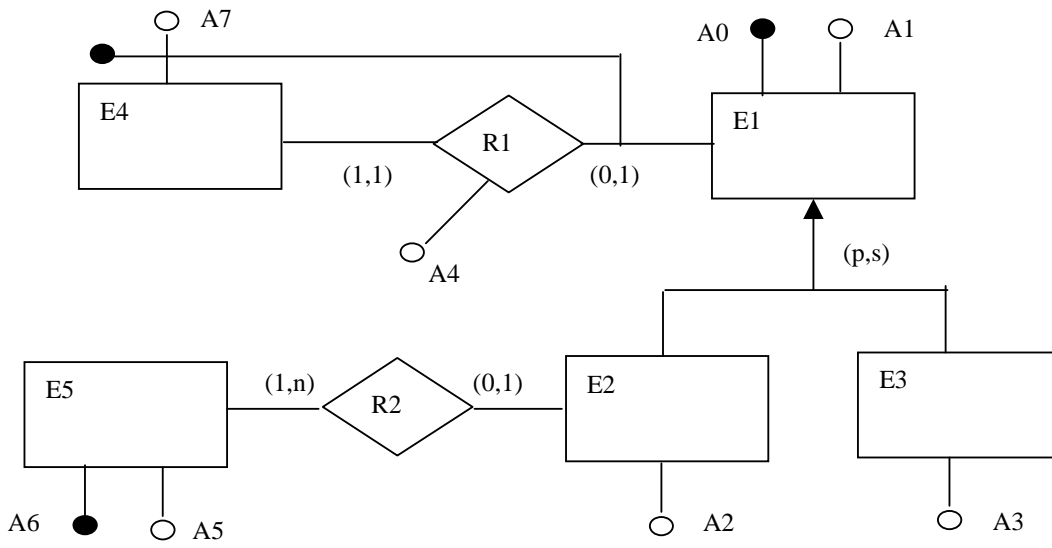 A7
A0
A1
E4
E1
R1
(1,1)
(0,1)
A4
(p,s)
E5
(1,n)
R2
(0,1)
E2
E3
A6
A5
A2
A3